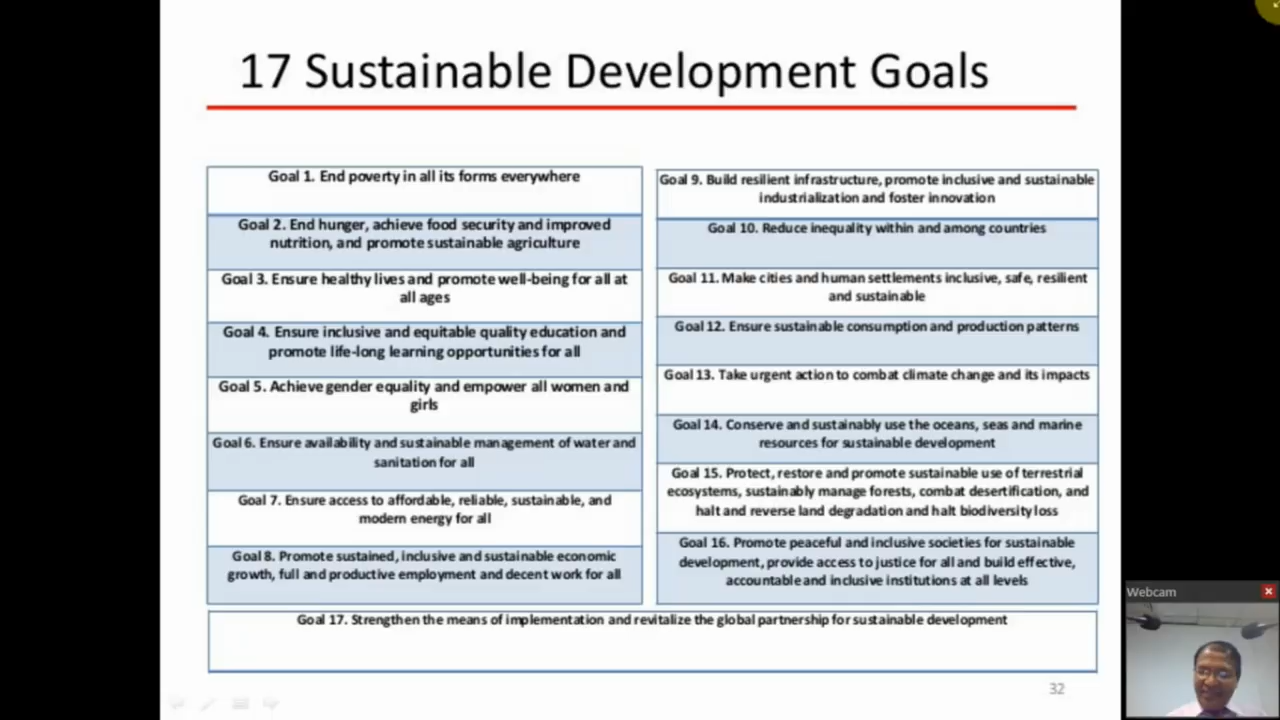 17 Sustainable Development Goals
Goal 1. End poverty in all its forms everywhere
Goal 2. End hunger, achieve food security and improved
nutrition, and promote sustainable agriculture
Goal 3. Ensure healthy lives and promote well-being for all at
all ages
Goal 4. Ensure inclusive and equitable quality education and
promote life-long learning opportunities for all
Goal 5. Achieve gender equality and empower all women and
girls
Goal 6. Ensure availability and sustainable management of water and
sanitation for all
Goal 7. Ensure access to affordable, reliable, sustainable, and
modern energy for all
Goal 8. Promote sustained, inclusive and sustainable economic
growth, full and productive employment and decent work for all
Goal 9. Build resilient infrastructure, promote inclusive and sustainable
industrialization and foster innovation
Goal 10. Reduce inequality within and among countries
Goal 11. Make cities and human settlements inclusive, safe, resilient
and sustainable
Goal 12. Ensure sustainable consumption and production patterns
Goal 13. Take urgent action to combat climate change and its impacts
Goal 14. Conserve and sustainably use the oceans, seas and marine
resources for sustainable development
Goal 15. Protect, restore and promote sustainable use of terrestrial
ecosystems, sustainably manage forests, combat desertification, and
halt and reverse land degradation and halt biodiversity loss
Goal 16. Promote peaceful and inclusive societies for sustainable
development, provide access to justice for all and build effective,
accountable and inclusive institutions at all levels
Goal 17. Strengthen the means of implementation and revitalize the global partnership for sustainable development
32
Webcam